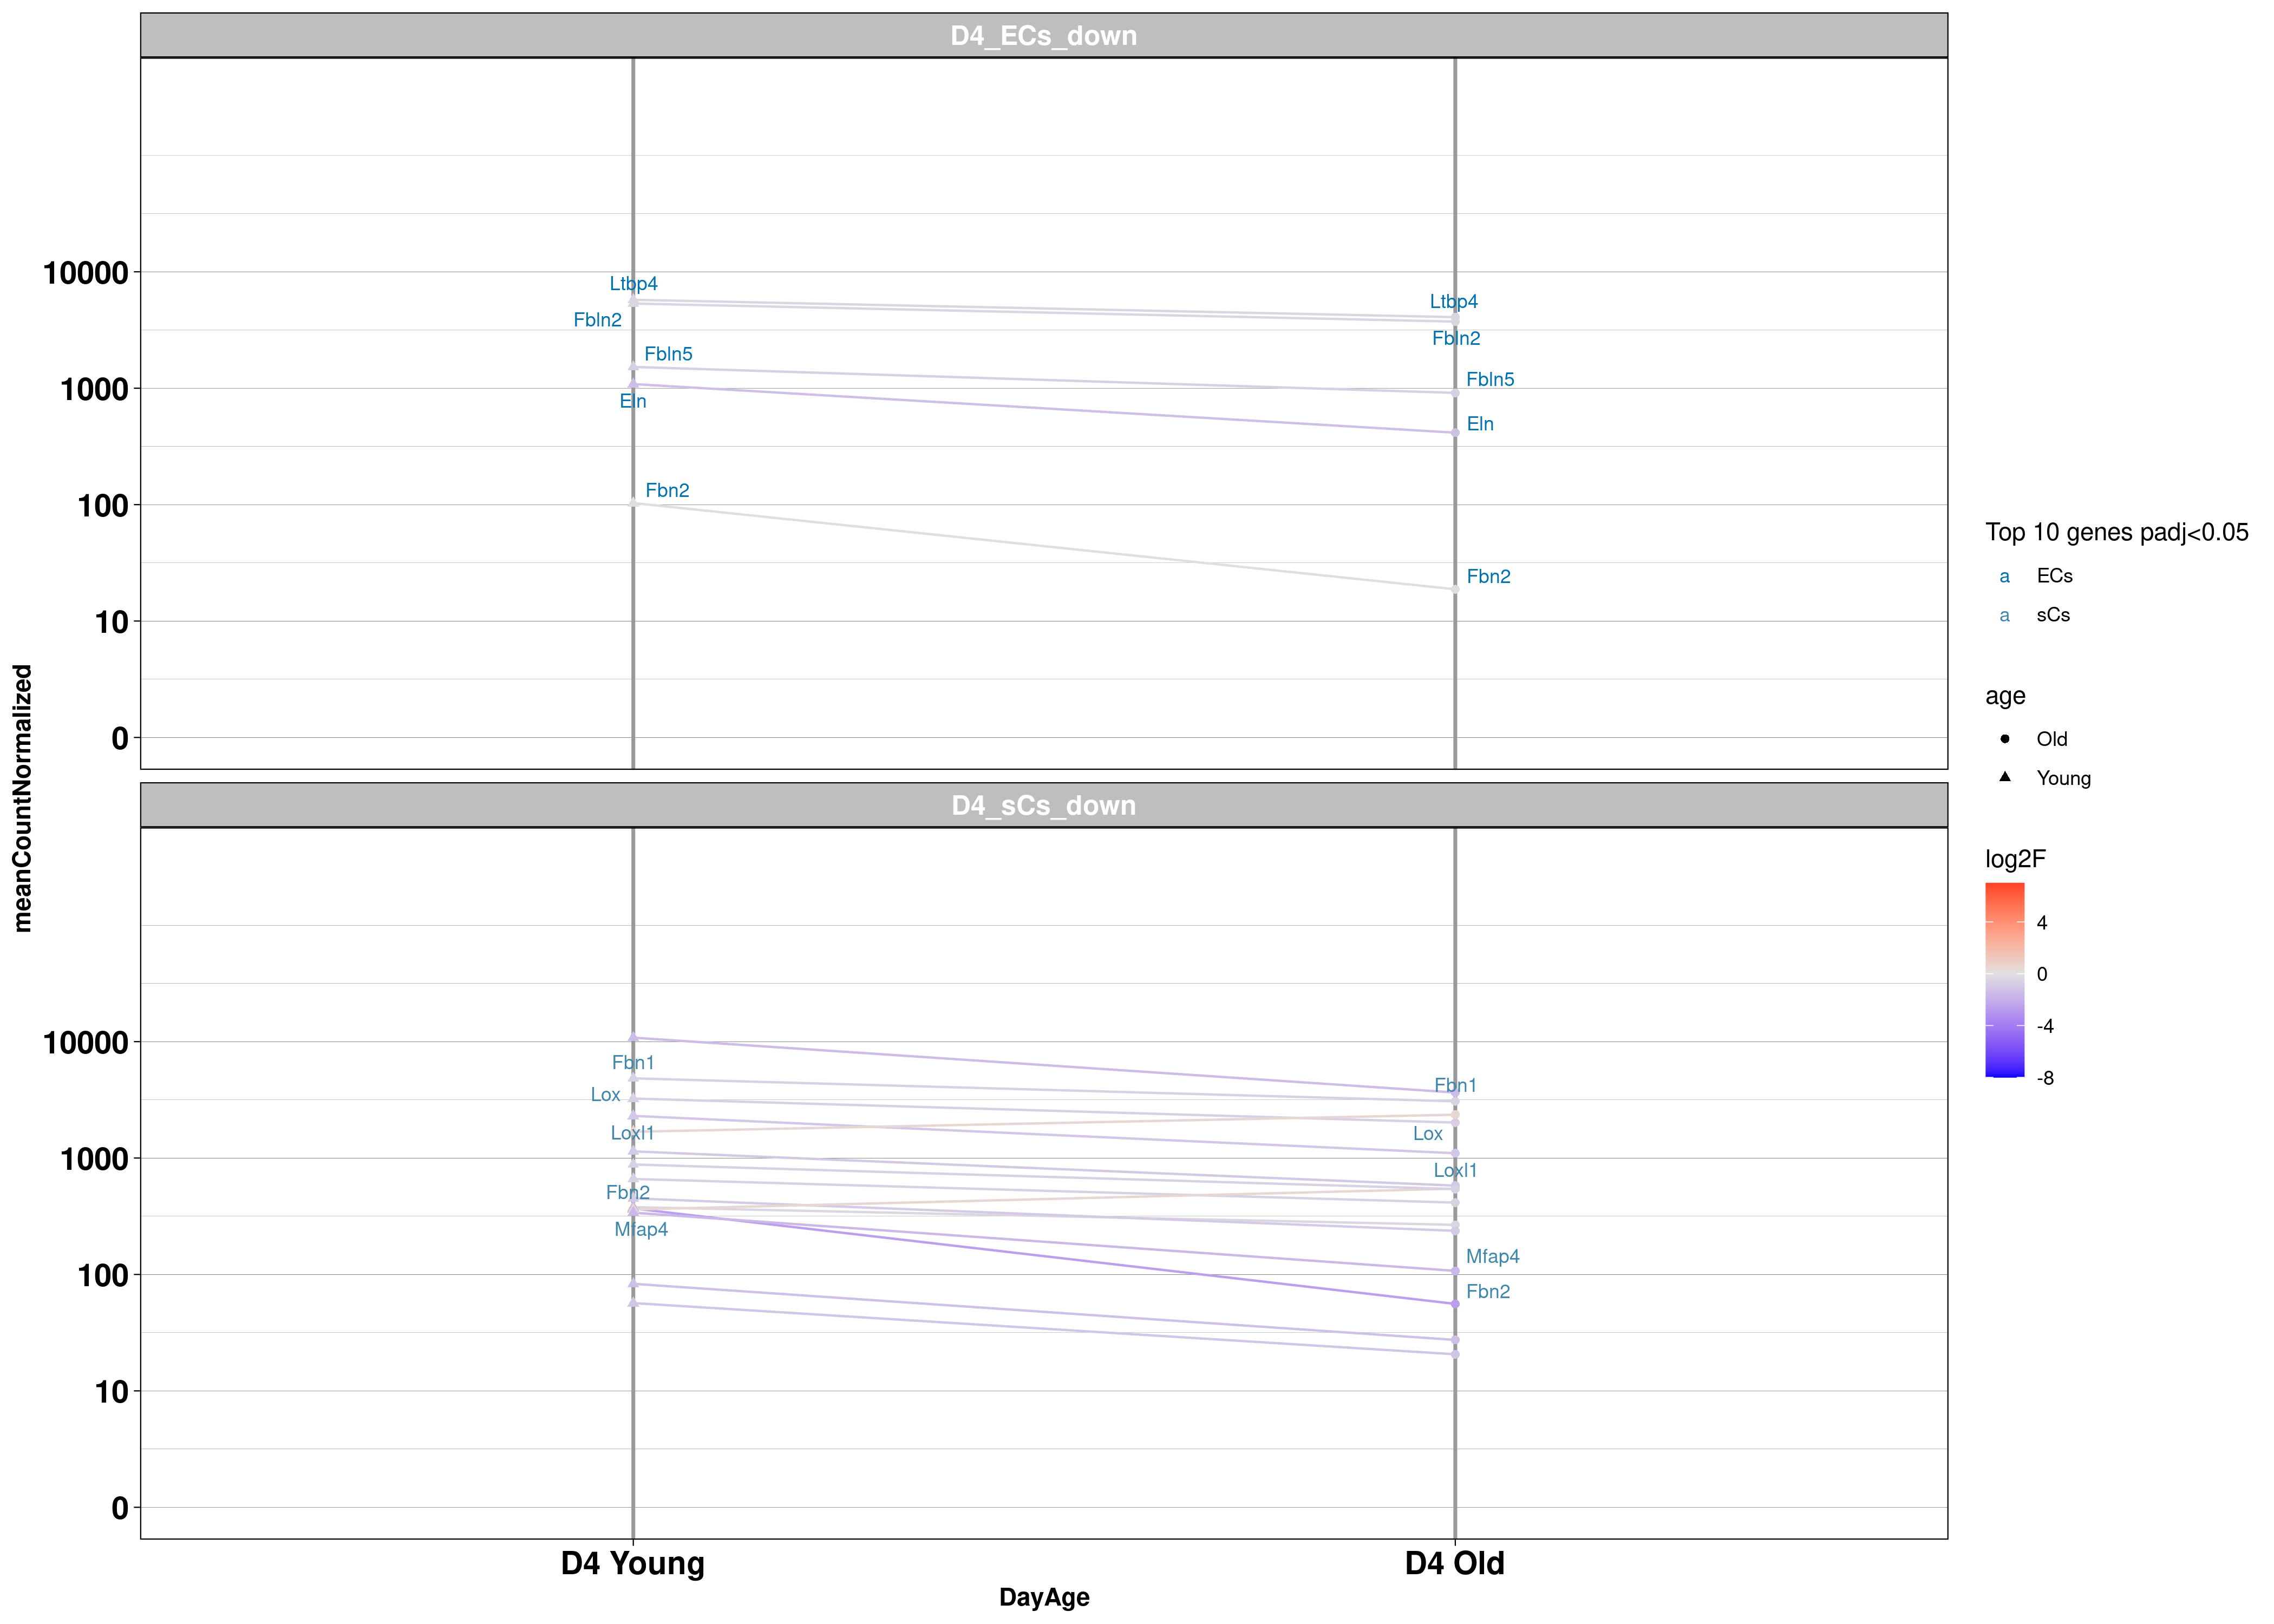 D4_ECs_down
10000
1000
100
10
0
Ltbp4
Fbln2
Fbln5
Eln
Fbn2
Ltbp4
Fbln2
Fbln5
Eln
Fbn2
D4_sCs_down
10000
1000
100
10
0
Fbn1
Lox
Loxl1
Fbn2
Mfap4
Fbn1
Lox
Loxl1
Mfap4
Fbn2
D4 Young
D4 Old
DayAge
meanCountNormalized
Top 10 genes padj<0.05
a ECs
a sCs
age
Old
Young
log2F
4
0
-4
-8